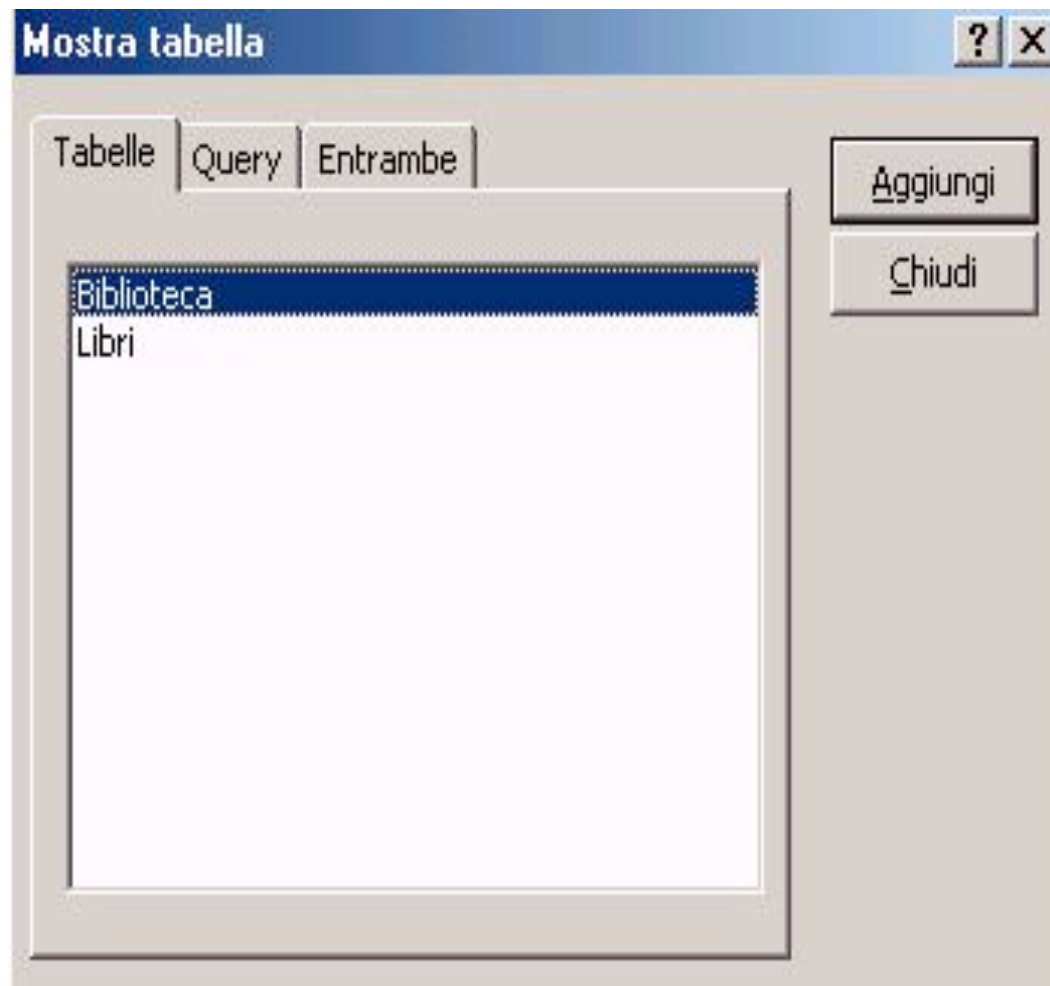 Mostra tabella
Tabelle Query Entrambe
Aggiungi
Chiudi
Biblioteca
Libri